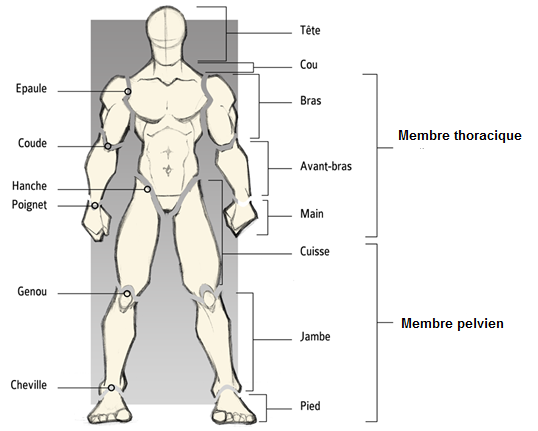 Tête
Cou
Epaule
Bras
Membre thoracique
Coude
Avant-bras
Hanche
Poignet
Main
Cuisse
Genou
Membre pelvien
Jambe
Cheville
Pied